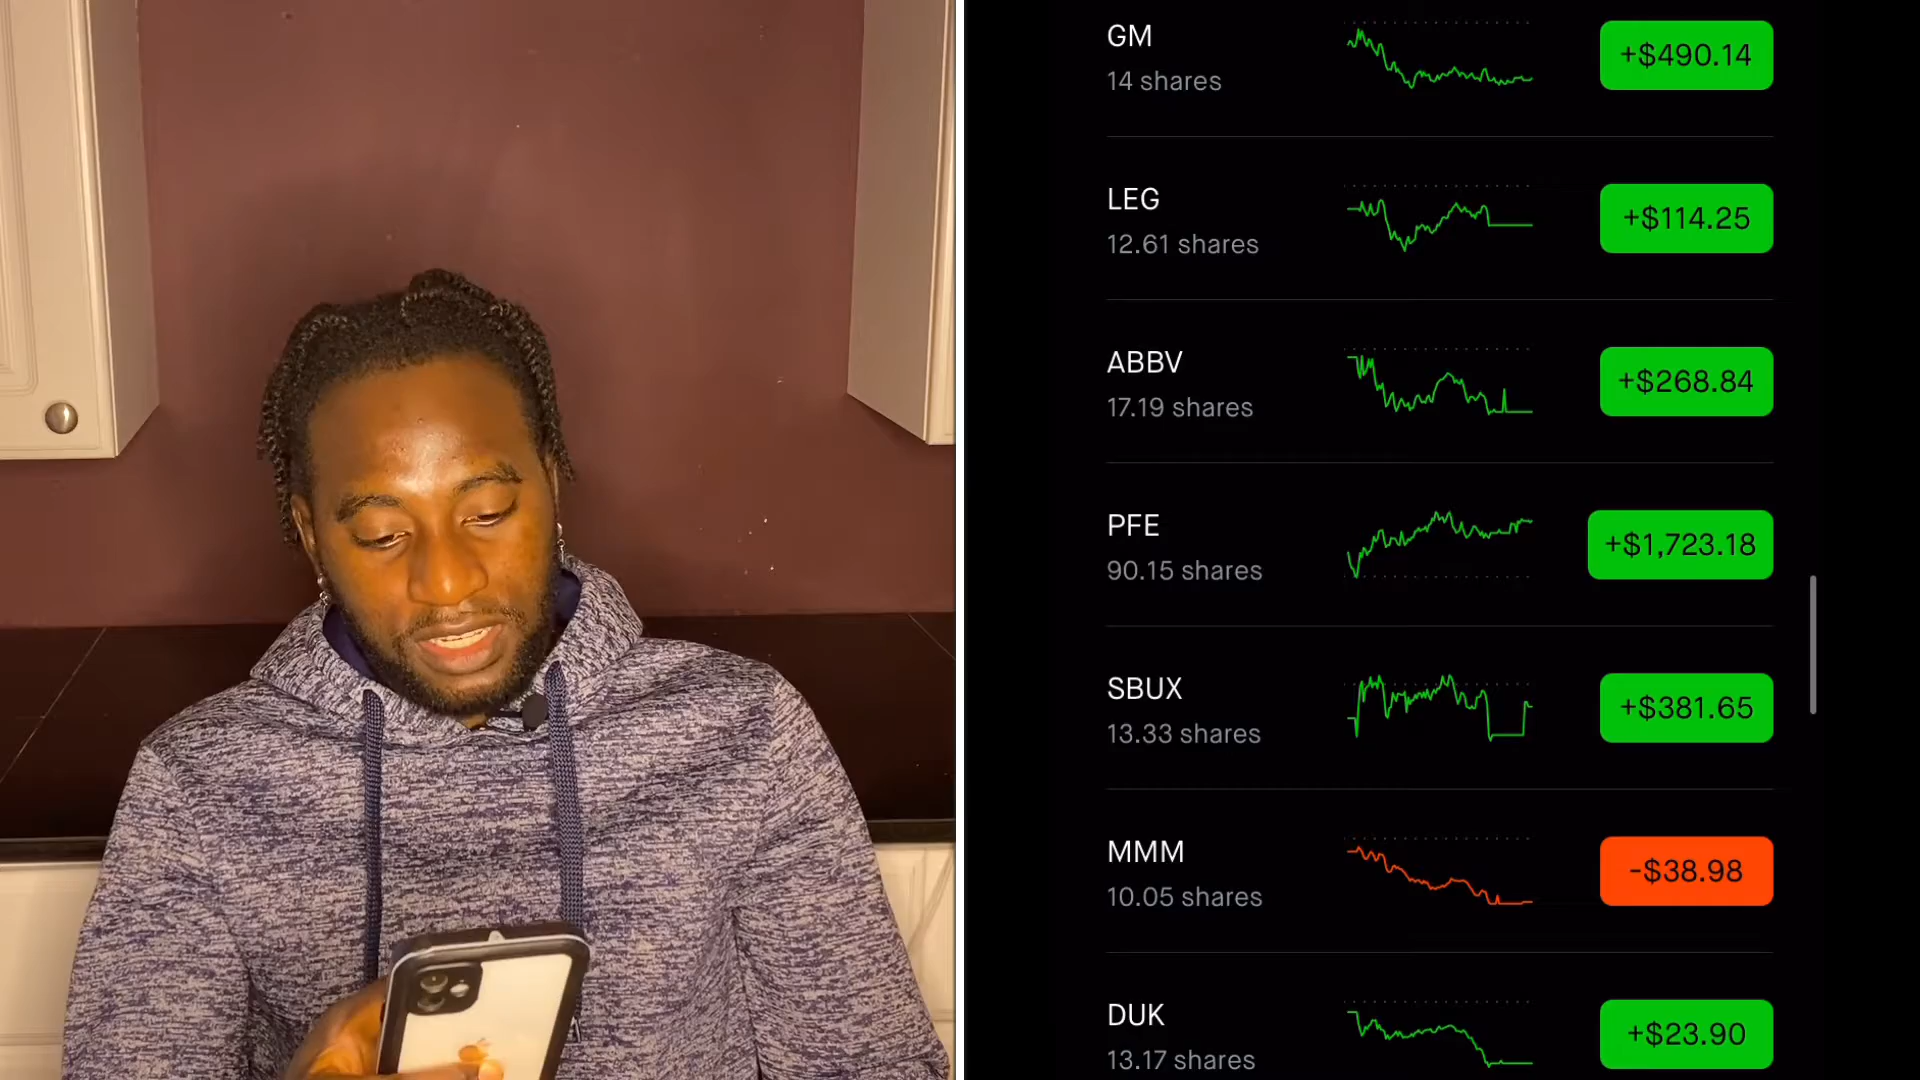 GM
14 shares
+$490.14
LEG
12.61 shares
+$114.25
ABBV
17.19 shares
+$268.84
PFE
90.15 shares
+$1,723.18
SBUX
13.33 shares
+$381.65
MMM
10.05 shares
-$38.98
DUK
13.17 shares
+$23.90